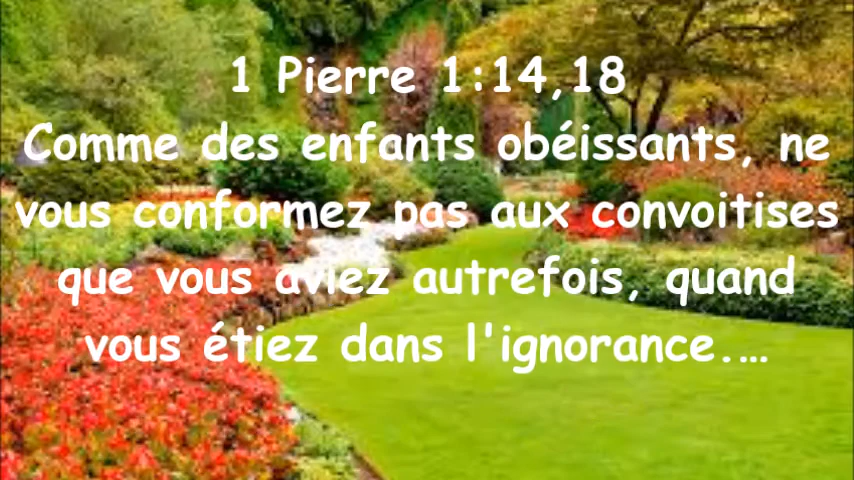 1 Pierre 1:14,18
Comme des enfants obéissants, ne
vous conformez pas aux convoitises
que vous aviez autrefois, quand
vous étiez dans l'ignorance.…